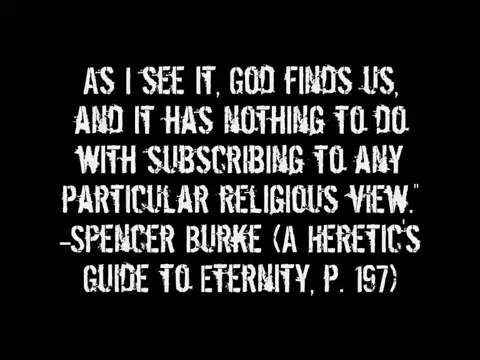 AS I SEE IT, GOD FINDS US,
AND IT HAS NOTHING TO DO
WITH SUBSCRIBING TO ANY
PARTICULAR RELIGIOUS VIEW."
-SPENCER BURKE (A HERETIC'S
GUIDE TO ETERNITY, P. 197)